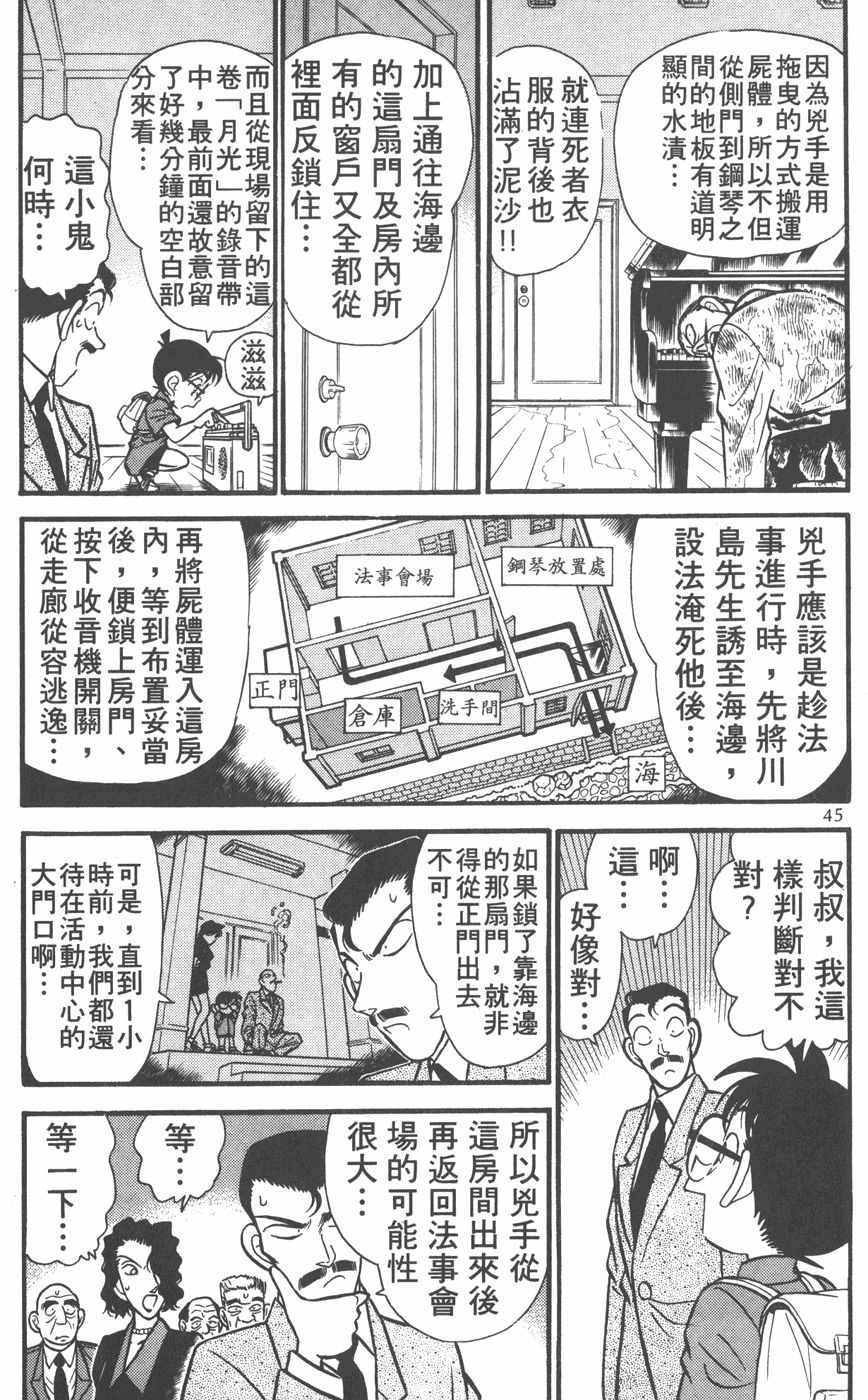 因為兇手是用
拖曳的方式搬運
屍體，所以不但
從側門到鋼琴之
間的地板有道明
顯的水漬…
就連死者衣
服的背後也
沾滿了泥沙!!
加上通往海邊
的這扇門及房內所
有的窗戶又全都從
裡面反鎖住…
而且從現場留下的這
卷「月光」的錄音帶
中，最前面還故意留
了好幾分鐘的空白部
分來看…
滋滋
這小鬼
何時…
兇手應該是趁法
事進行時，先將川
島先生誘至海邊，
設法淹死他後…
鋼琴放置處
法事會場
正門
倉庫
洗手間
海
再將屍體運入這房
內，等到布置妥當
後，便鎖上房門、
按下收音機開關，
從走廊從容逃逸…
45
叔叔，我這
樣判斷對不
對？
啊…
這…
好像對…
如果鎖了靠海邊
的那扇門，就非
得從正門出去
不可…
可是，直到1小
時前，我們都還
待在活動中心的
大門口啊…
所以兇手從
這房間出來後
再返回法事會
場的可能性
很大…
等…
等一下…